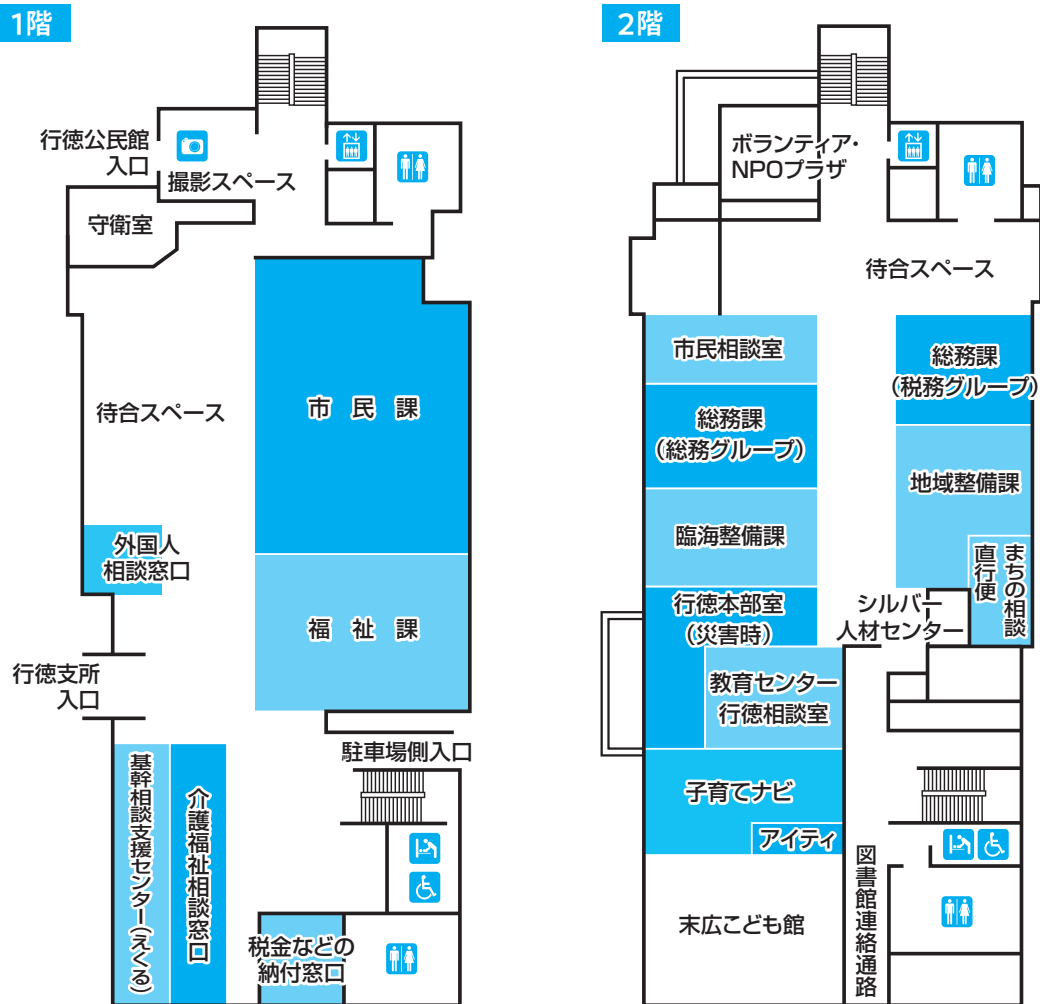 1階
行徳公民館
入口
撮影スペース
守衛室
待合スペース
市民課
外国人
相談窓口
福祉課
行徳支所
入口
駐車場側入口
基幹相談支援センター(えくる)
介護福祉相談窓口
税金などの
納付窓口
2階
ボランティア・
NPOプラザ
待合スペース
市民相談室
総務課
(税務グループ)
総務課
(総務グループ)
地域整備課
臨海整備課
まちの相談
直行便
行徳本部室
(災害時)
シルバー
人材センター
教育センター
行徳相談室
子育てナビ
アイティ
図書館連絡通路
末広こども館